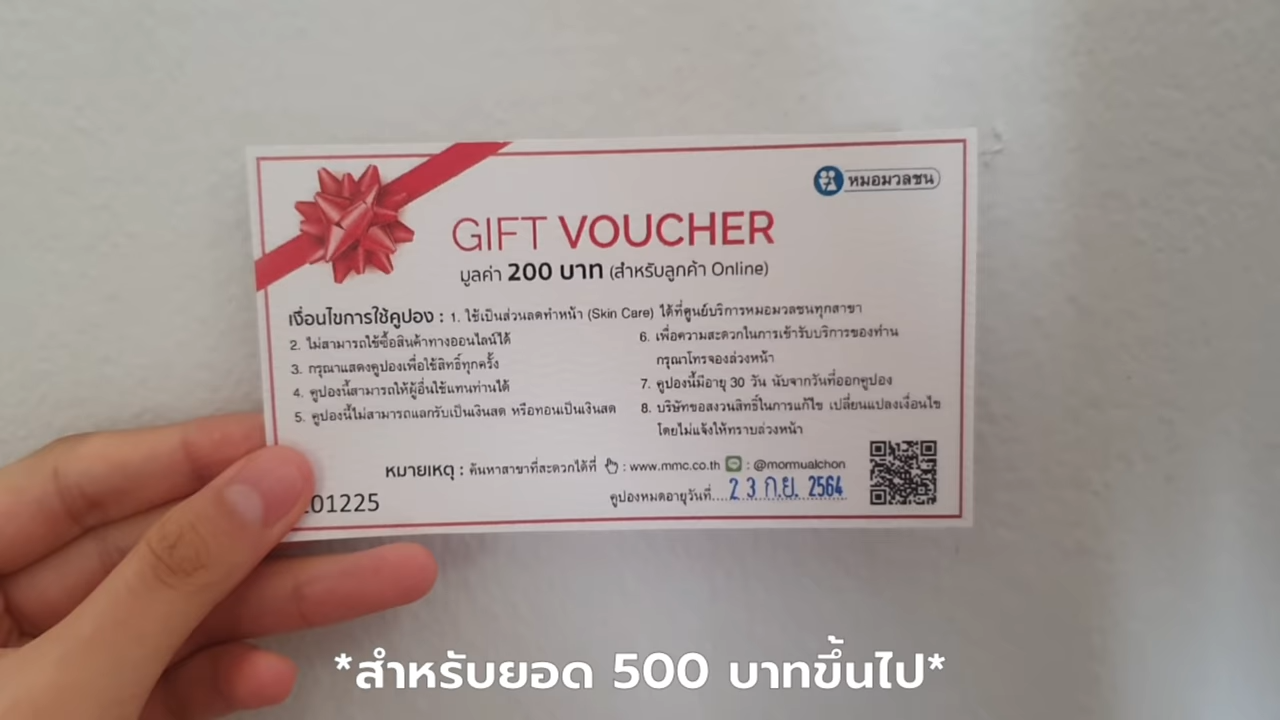 หมอมวลชน
GIFT VOUCHER
มูลค่า 200 บาท (สำหรับลูกค้า Online)
เงื่อนไขการใช้คูปอง : 1. ใช้เป็นส่วนลดทำหน้า (Skin Care) ได้ที่ศูนย์บริการหมอมวลชนทุกสาขา
2. ไม่สามารถใช้ซื้อสินค้าทางออนไลน์ได้
3. กรุณาแสดงคูปองเพื่อใช้สิทธิ์ทุกครั้ง
4. คูปองนี้สามารถให้ผู้อื่นใช้แทนท่านได้
5. คูปองนี้ไม่สามารถแลกรับเป็นเงินสด หรือทอนเป็นเงินสด
6. เพื่อความสะดวกในการเข้ารับบริการของท่าน
กรุณาโทรจองล่วงหน้า
7. คูปองนี้มีอายุ 30 วัน นับจากวันที่ออกคูปอง
8. บริษัทขอสงวนสิทธิ์ในการแก้ไข เปลี่ยนแปลงเงื่อนไข
โดยไม่แจ้งให้ทราบล่วงหน้า
หมายเหตุ : ค้นหาสาขาที่สะดวกได้ที่ : www.mmc.co.th : @mormualchon
คูปองหมดอายุวันที่....23 ก.ย. 2564
01225
*สำหรับยอด 500 บาทขึ้นไป*